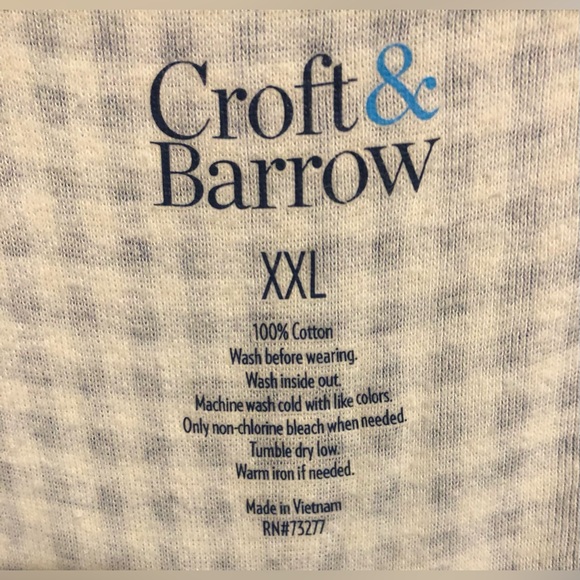 Croft &
Barrow
XXL
100% Cotton
Wash before wearing.
Wash inside out.
Machine wash cold with like colors.
Only non-chlorine bleach when needed.
Tumble dry low.
Warm iron if needed.
Made in Vietnam
RN#73277